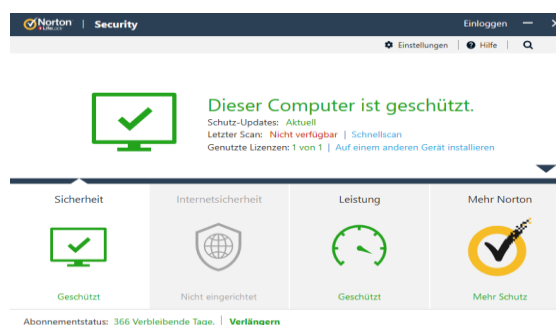 Norton | Security
Einloggen
Einstellungen | Hilfe |
Dieser Computer ist geschützt.
Schutz-Updates: Aktuell
Letzter Scan: Nicht verfügbar | Schnellscan
Genutzte Lizenzen: 1 von 1 | Auf einem anderen Gerät installieren
Sicherheit
Internetsicherheit
Leistung
Mehr Norton
Geschützt
Nicht eingerichtet
Geschützt
Mehr Schutz
Abonnementstatus: 366 Verbleibende Tage. | Verlängern